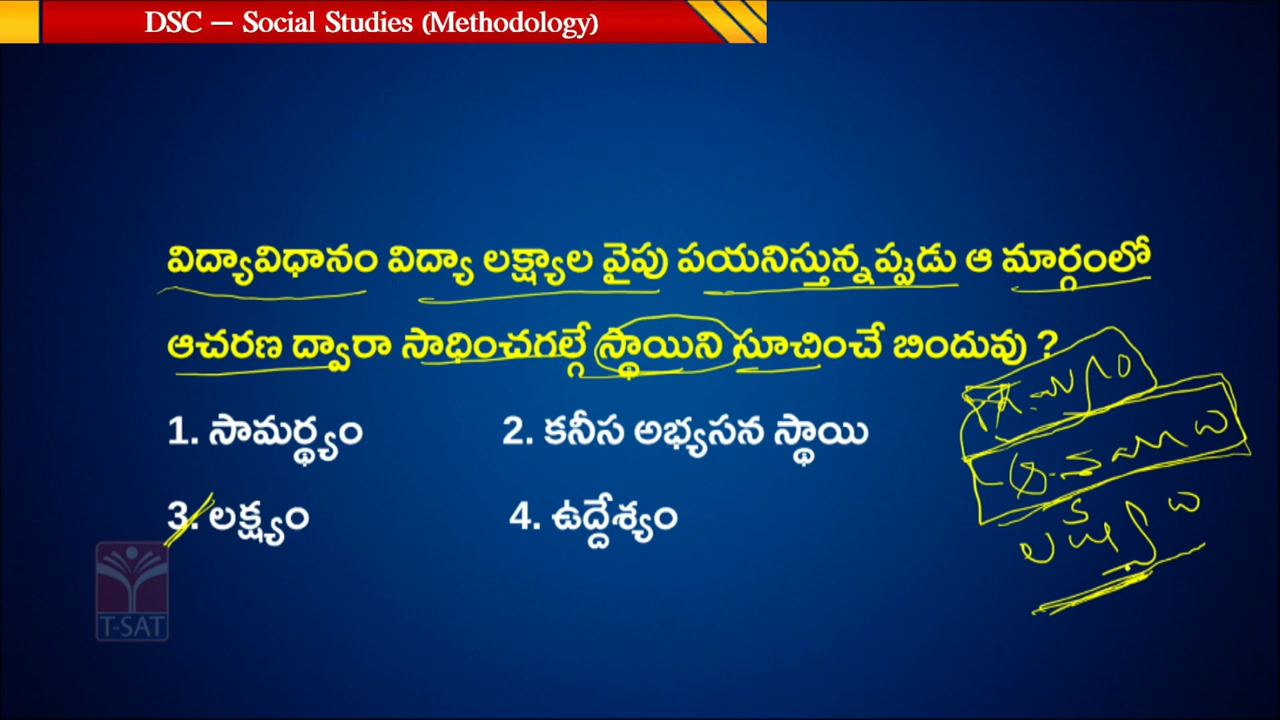 DSC – Social Studies (Methodology)
విద్యావిధానం విద్యా లక్ష్యాల వైపు పయనిస్తున్నప్పుడు ఆ మార్గంలో
ఆచరణ ద్వారా సాధించగల్గే స్థాయిని సూచించే బిందువు ?
1. సామర్థ్యం 2. కనీస అభ్యసన స్థాయి
3. లక్ష్యం 4. ఉద్దేశ్యం
T-SAT